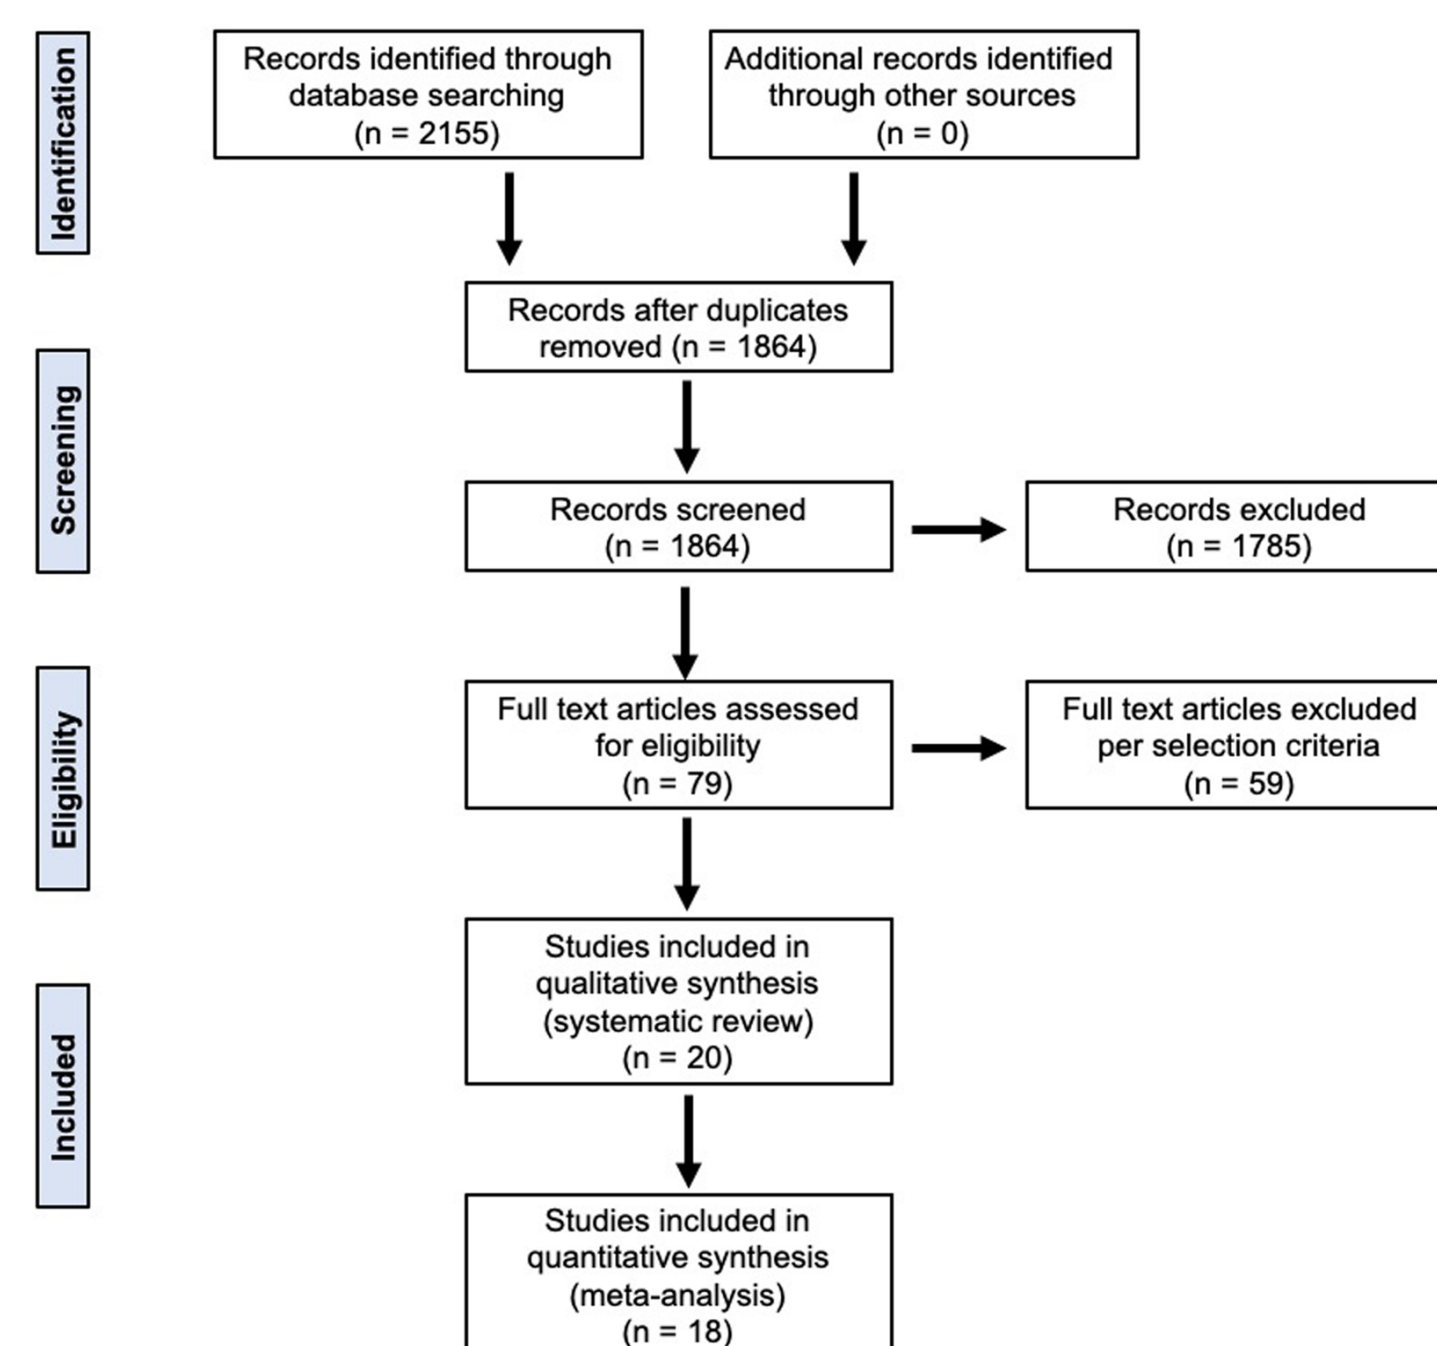 Identification
Records identified through
database searching
(n = 2155)
Additional records identified
through other sources
(n = 0)
Records after duplicates
removed (n = 1864)
Screening
Records screened
(n = 1864)
Records excluded
(n = 1785)
Eligibility
Full text articles assessed
for eligibility
(n = 79)
Full text articles excluded
per selection criteria
(n = 59)
Included
Studies included in
qualitative synthesis
(systematic review)
(n = 20)
Studies included in
quantitative synthesis
(meta-analysis)
(n = 18)